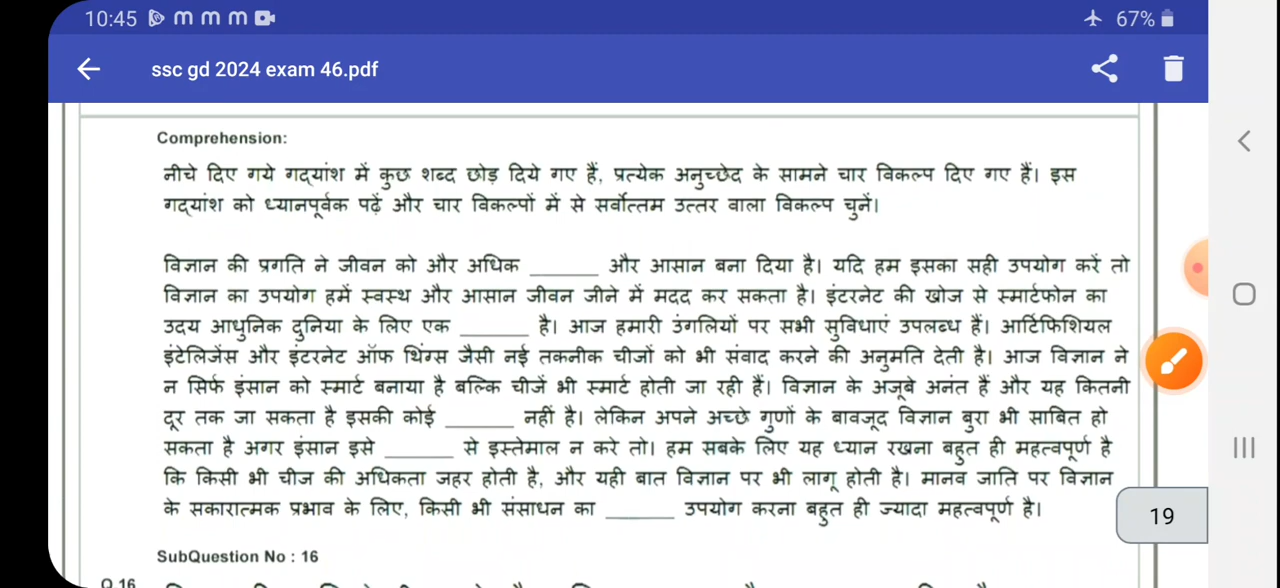 10:45 m m m 67%
ssc gd 2024 exam 46.pdf
Comprehension:
नीचे दिए गये गद्यांश में कुछ शब्द छोड़ दिये गए हैं, प्रत्येक अनुच्छेद के सामने चार विकल्प दिए गए हैं। इस
गद्यांश को ध्यानपूर्वक पढ़ें और चार विकल्पों में से सर्वोत्तम उत्तर वाला विकल्प चुनें।
विज्ञान की प्रगति ने जीवन को और अधिक ______ और आसान बना दिया है। यदि हम इसका सही उपयोग करें तो
विज्ञान का उपयोग हमें स्वस्थ और आसान जीवन जीने में मदद कर सकता है। इंटरनेट की खोज से स्मार्टफोन का
उदय आधुनिक दुनिया के लिए एक ______ है। आज हमारी उंगलियों पर सभी सुविधाएं उपलब्ध हैं। आर्टिफिशियल
इंटेलिजेंस और इंटरनेट ऑफ थिंग्स जैसी नई तकनीक चीजों को भी संवाद करने की अनुमति देती है। आज विज्ञान ने
न सिर्फ इंसान को स्मार्ट बनाया है बल्कि चीजें भी स्मार्ट होती जा रही हैं। विज्ञान के अजूबे अनंत हैं और यह कितनी
दूर तक जा सकता है इसकी कोई ______ नहीं है। लेकिन अपने अच्छे गुणों के बावजूद विज्ञान बुरा भी साबित हो
सकता है अगर इंसान इसे ______ से इस्तेमाल न करे तो। हम सबके लिए यह ध्यान रखना बहुत ही महत्वपूर्ण है
कि किसी भी चीज की अधिकता जहर होती है, और यही बात विज्ञान पर भी लागू होती है। मानव जाति पर विज्ञान
के सकारात्मक प्रभाव के लिए, किसी भी संसाधन का ______ उपयोग करना बहुत ही ज्यादा महत्वपूर्ण है।
19
SubQuestion No : 16
Q.16